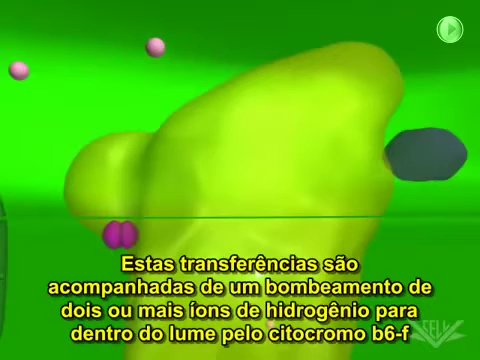 Estas transferências são
acompanhadas de um bombeamento de
dois ou mais íons de hidrogênio para
dentro do lume pelo citocromo b6-f
CELL